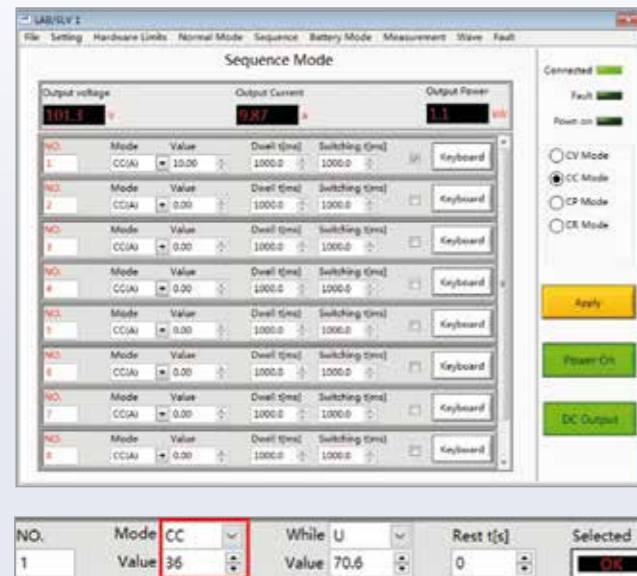 LAB/SLV 1
File Setting Hardware Limits Normal Mode Sequence Battery Mode Measurement Wave Fault
Sequence Mode
Output voltage Output Current Output Power
101.3 V 9.87 A 1.1 kW
NO. Mode Value Dwell t[ms] Switching t[ms]
1 CC(A) 10.00 1000.0 1000.0 Keyboard
NO. Mode Value Dwell t[ms] Switching t[ms]
2 CC(A) 0.00 1000.0 1000.0 Keyboard
NO. Mode Value Dwell t[ms] Switching t[ms]
3 CC(A) 0.00 1000.0 1000.0 Keyboard
NO. Mode Value Dwell t[ms] Switching t[ms]
4 CC(A) 0.00 1000.0 1000.0 Keyboard
NO. Mode Value Dwell t[ms] Switching t[ms]
5 CC(A) 0.00 1000.0 1000.0 Keyboard
NO. Mode Value Dwell t[ms] Switching t[ms]
6 CC(A) 0.00 1000.0 1000.0 Keyboard
NO. Mode Value Dwell t[ms] Switching t[ms]
7 CC(A) 0.00 1000.0 1000.0 Keyboard
NO. Mode Value Dwell t[ms] Switching t[ms]
8 CC(A) 0.00 1000.0 1000.0 Keyboard
Connected
Fault
Power on
CV Mode
CC Mode
CP Mode
CR Mode
Apply
Power On
DC Output
NO. Mode CC While U Rest t[s] Selected
1 Value 36 Value 70.6 0 OK